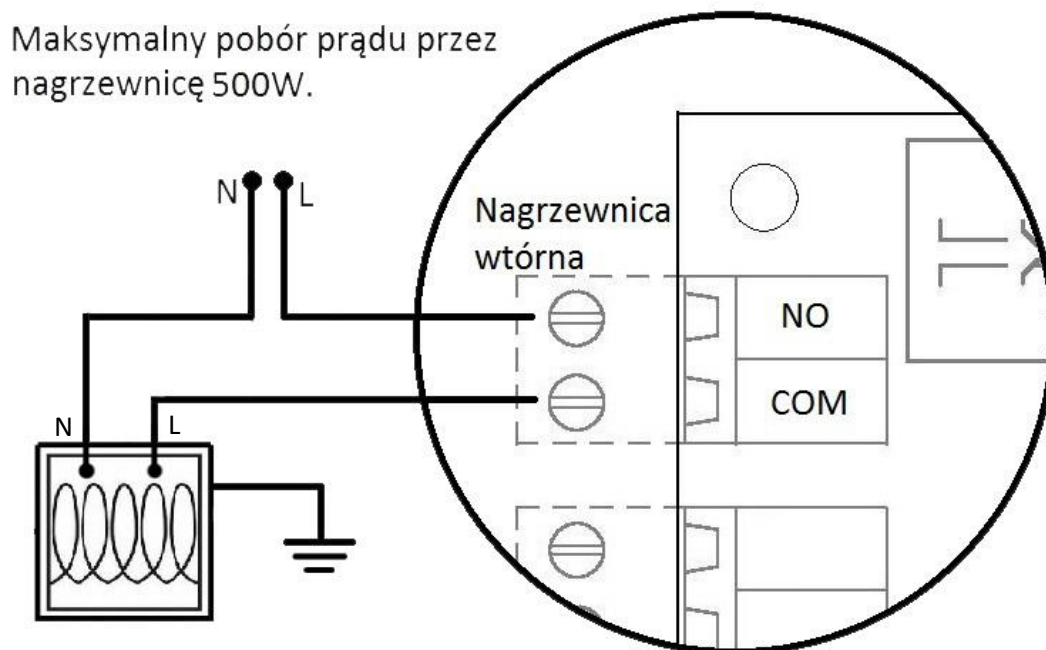 Maksymalny pobór prądu przez
nagrzewnicę 500W.
N L
Nagrzewnica
wtórna
NO
COM
N L